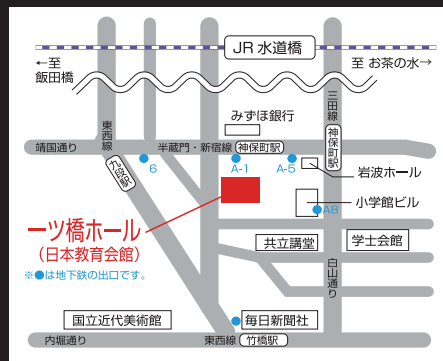 JR 水道橋
←至
飯田橋
至 お茶の水→
みずほ銀行
三田線
神保町駅
東西線
九段駅
靖国通り
半蔵門・新宿線 神保町駅
6
A-1
A-5
岩波ホール
小学館ビル
A8
一ツ橋ホール
(日本教育会館)
※●は地下鉄の出口です。
共立講堂
学士会館
白山通り
国立近代美術館
毎日新聞社
内堀通り
東西線 竹橋駅